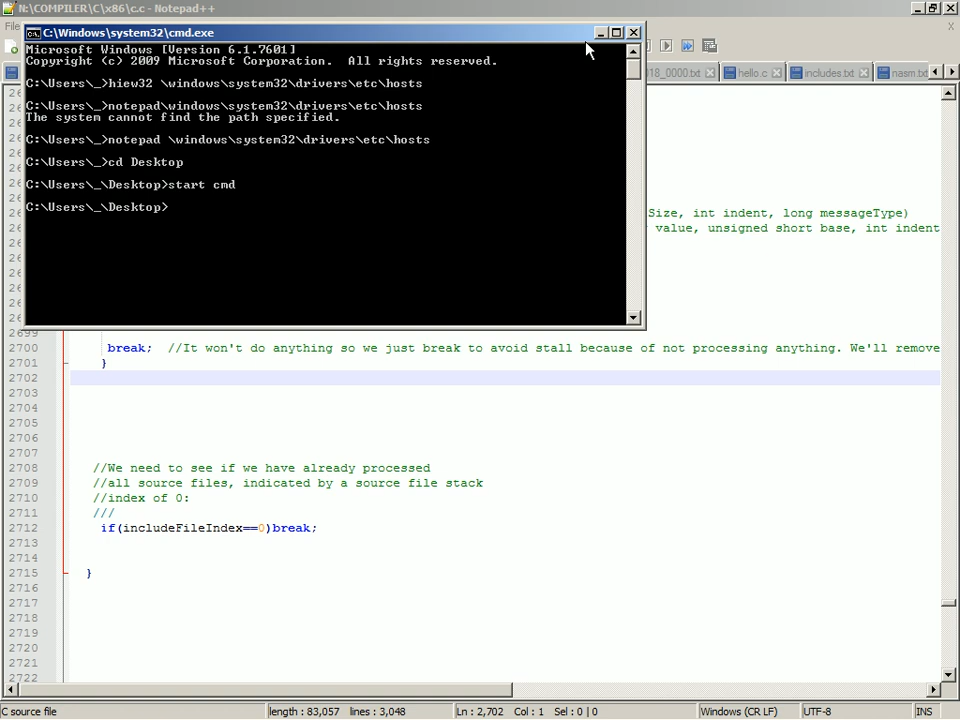 N:\COMPILER\C\x86\c.c - Notepad++
File
C:\Windows\system32\cmd.exe
Microsoft Windows [Version 6.1.7601]
Copyright (c) 2009 Microsoft Corporation.  All rights reserved.
C:\Users\_>hiew32 \windows\system32\drivers\etc\hosts
C:\Users\_>notepad\windows\system32\drivers\etc\hosts
The system cannot find the path specified.
C:\Users\_>notepad \windows\system32\drivers\etc\hosts
C:\Users\_>cd Desktop
C:\Users\_\Desktop>start cmd
C:\Users\_\Desktop>
018_0000.txt hello.c includes.txt nasm.txt
Size, int indent, long messageType)
value, unsigned short base, int indent
2699
2700 break;  //It won't do anything so we just break to avoid stall because of not processing anything. We'll remove
2701 }
2702
2703
2704
2705
2706
2707
2708 //We need to see if we have already processed
2709 //all source files, indicated by a source file stack
2710 //index of 0:
2711 ///
2712 if(includeFileIndex==0)break;
2713
2714
2715 }
2716
2717
2718
2719
2720
2721
2722
C source file length : 83,057 lines : 3,048 Ln : 2,702 Col : 1 Sel : 0 | 0 Windows (CR LF) UTF-8 INS